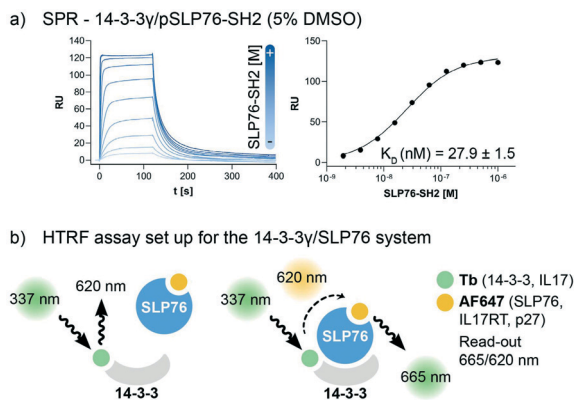 a) SPR - 14-3-3γ/pSLP76-SH2 (5% DMSO)
140
120
100
80
60
40
20
0
RU
0
100
200
300
400
t [s]
SLP76-SH2 [M]
+
-
150
100
50
0
RU
K_D (nM) = 27.9 ± 1.5
10⁻⁹
10⁻⁸
10⁻⁷
10⁻⁶
SLP76-SH2 [M]
b) HTRF assay set up for the 14-3-3γ/SLP76 system
337 nm
620 nm
SLP76
14-3-3
337 nm
620 nm
SLP76
14-3-3
665 nm
Tb (14-3-3, IL17)
AF647 (SLP76,
IL17RT, p27)
Read-out
665/620 nm